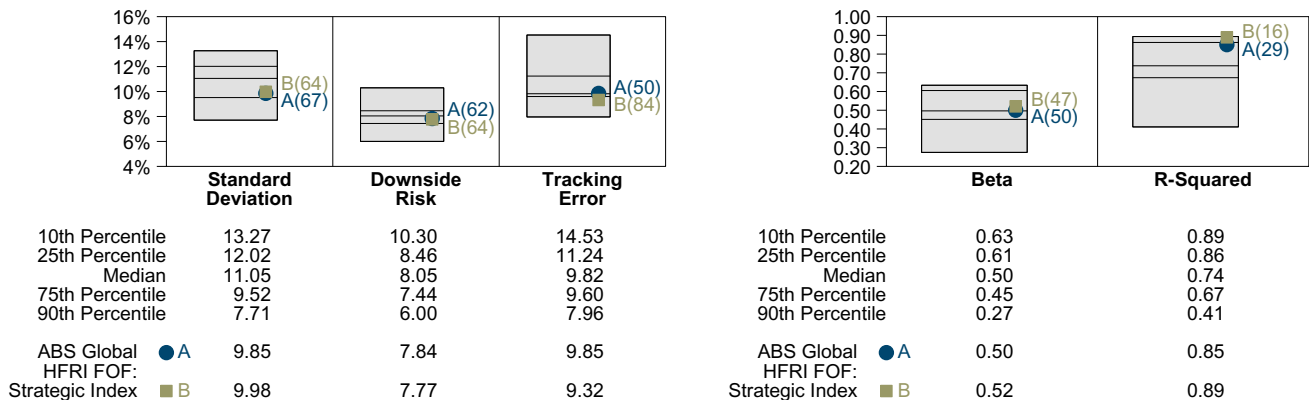 16%
14%
12%
10%
8%
6%
4%
B(64)
A(67)
A(62)
B(64)
A(50)
B(84)
Standard Deviation
Downside Risk
Tracking Error
10th Percentile 13.27 10.30 14.53
25th Percentile 12.02 8.46 11.24
Median 11.05 8.05 9.82
75th Percentile 9.52 7.44 9.60
90th Percentile 7.71 6.00 7.96
ABS Global A 9.85 7.84 9.85
HFRI FOF:
Strategic Index B 9.98 7.77 9.32
1.00
0.90
0.80
0.70
0.60
0.50
0.40
0.30
0.20
B(47)
A(50)
B(16)
A(29)
Beta R-Squared
10th Percentile 0.63 0.89
25th Percentile 0.61 0.86
Median 0.50 0.74
75th Percentile 0.45 0.67
90th Percentile 0.27 0.41
ABS Global A 0.50 0.85
HFRI FOF:
Strategic Index B 0.52 0.89